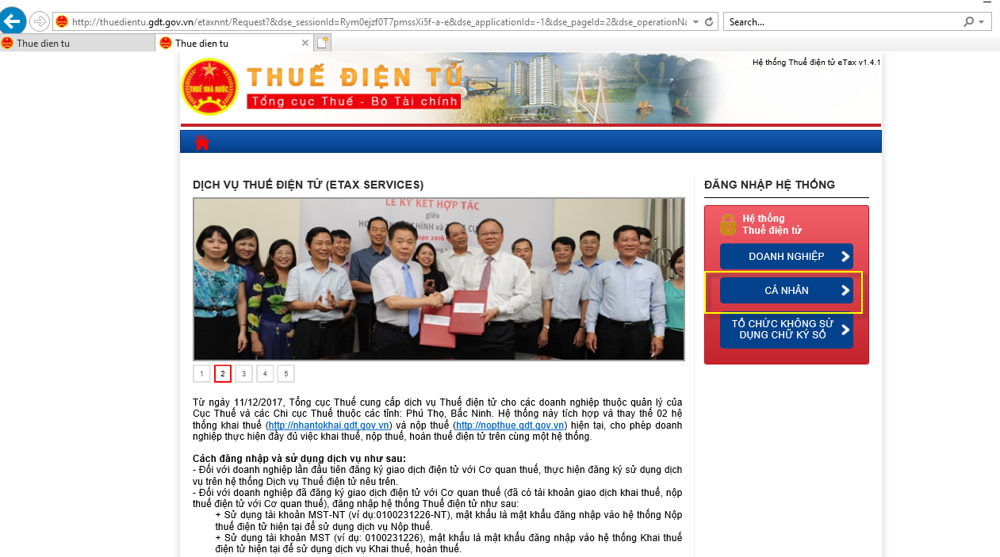 http://thuedientu.gdt.gov.vn/etaxnnt/Request?&dse_sessionId=Rym0ejzf0T7pmssXi5f-a-e&dse_applicationId=-1&dse_pageId=2&dse_operationNa
Search...
Thue dien tu
Thue dien tu
Hệ thống Thuế điện tử eTax v1.4.1
THUẾ NHÀ NƯỚC
THUẾ ĐIỆN TỬ
Tổng cục Thuế - Bộ Tài chính
DỊCH VỤ THUẾ ĐIỆN TỬ (ETAX SERVICES)
LỄ KÝ KẾT HỢP TÁC
giữa
1
2
3
4
5
Từ ngày 11/12/2017, Tổng cục Thuế cung cấp dịch vụ Thuế điện tử cho các doanh nghiệp thuộc quản lý của
Cục Thuế và các Chi cục Thuế thuộc các tỉnh: Phú Thọ, Bắc Ninh. Hệ thống này tích hợp và thay thế 02 hệ
thống khai thuế (http://nhantokhai.gdt.gov.vn) và nộp thuế (http://nopthue.gdt.gov.vn) hiện tại, cho phép doanh
nghiệp thực hiện đầy đủ việc khai thuế, nộp thuế, hoàn thuế điện tử trên cùng một hệ thống.
Cách đăng nhập và sử dụng dịch vụ như sau:
- Đối với doanh nghiệp lần đầu tiên đăng ký giao dịch điện tử với Cơ quan thuế, thực hiện đăng ký sử dụng dịch
vụ trên hệ thống Dịch vụ Thuế điện tử nêu trên.
- Đối với doanh nghiệp đã đăng ký giao dịch điện tử với Cơ quan thuế (đã có tài khoản giao dịch khai thuế, nộp
thuế điện tử với Cơ quan thuế), đăng nhập hệ thống Thuế điện tử như sau:
+ Sử dụng tài khoản MST-NT (ví dụ:0100231226-NT), mật khẩu là mật khẩu đăng nhập vào hệ thống Nộp
thuế điện tử hiện tại để sử dụng dịch vụ Nộp thuế.
+ Sử dụng tài khoản MST (ví dụ: 0100231226), mật khẩu là mật khẩu đăng nhập vào hệ thống Khai thuế
điện tử hiện tại để sử dụng dịch vụ Khai thuế, hoàn thuế.
ĐĂNG NHẬP HỆ THỐNG
Hệ thống
Thuế điện tử
DOANH NGHIỆP
CÁ NHÂN
TỔ CHỨC KHÔNG SỬ
DỤNG CHỮ KÝ SỐ